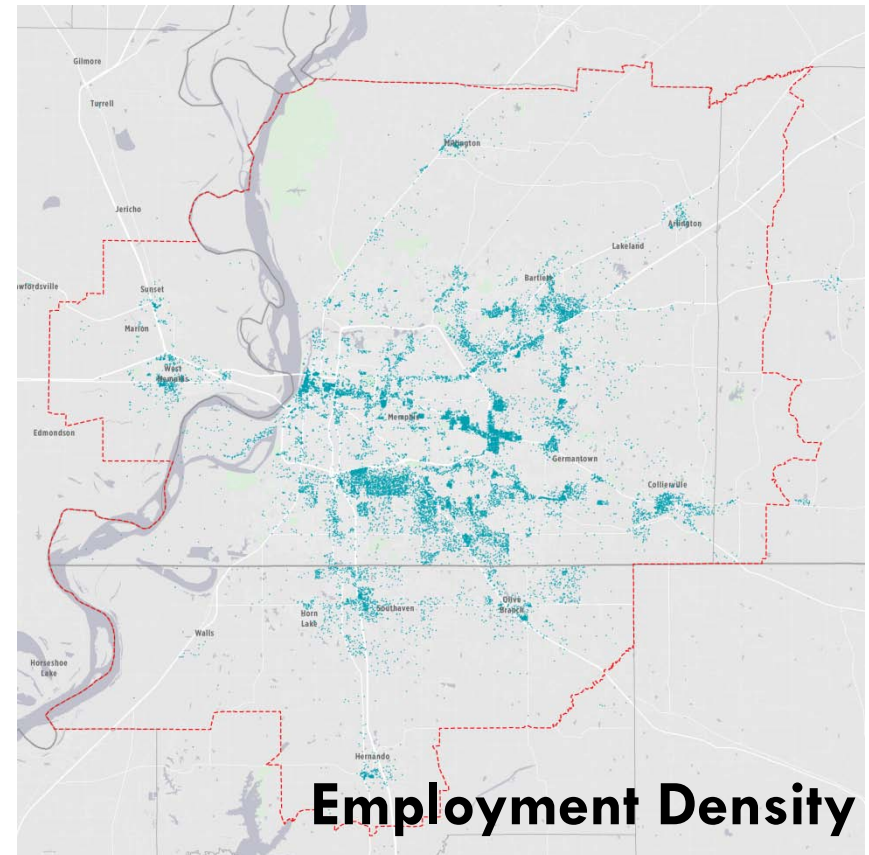 Gilmore
Turrell
Millington
Jericho
Arlington
Lakeland
Bartlett
wfordsville
Sunset
Marion
West
Memphis
Memphis
Edmondson
Germantown
Collierville
Horn
Lake
Southaven
Olive
Branch
Walls
Horseshoe
Lake
Hernando
Employment Density